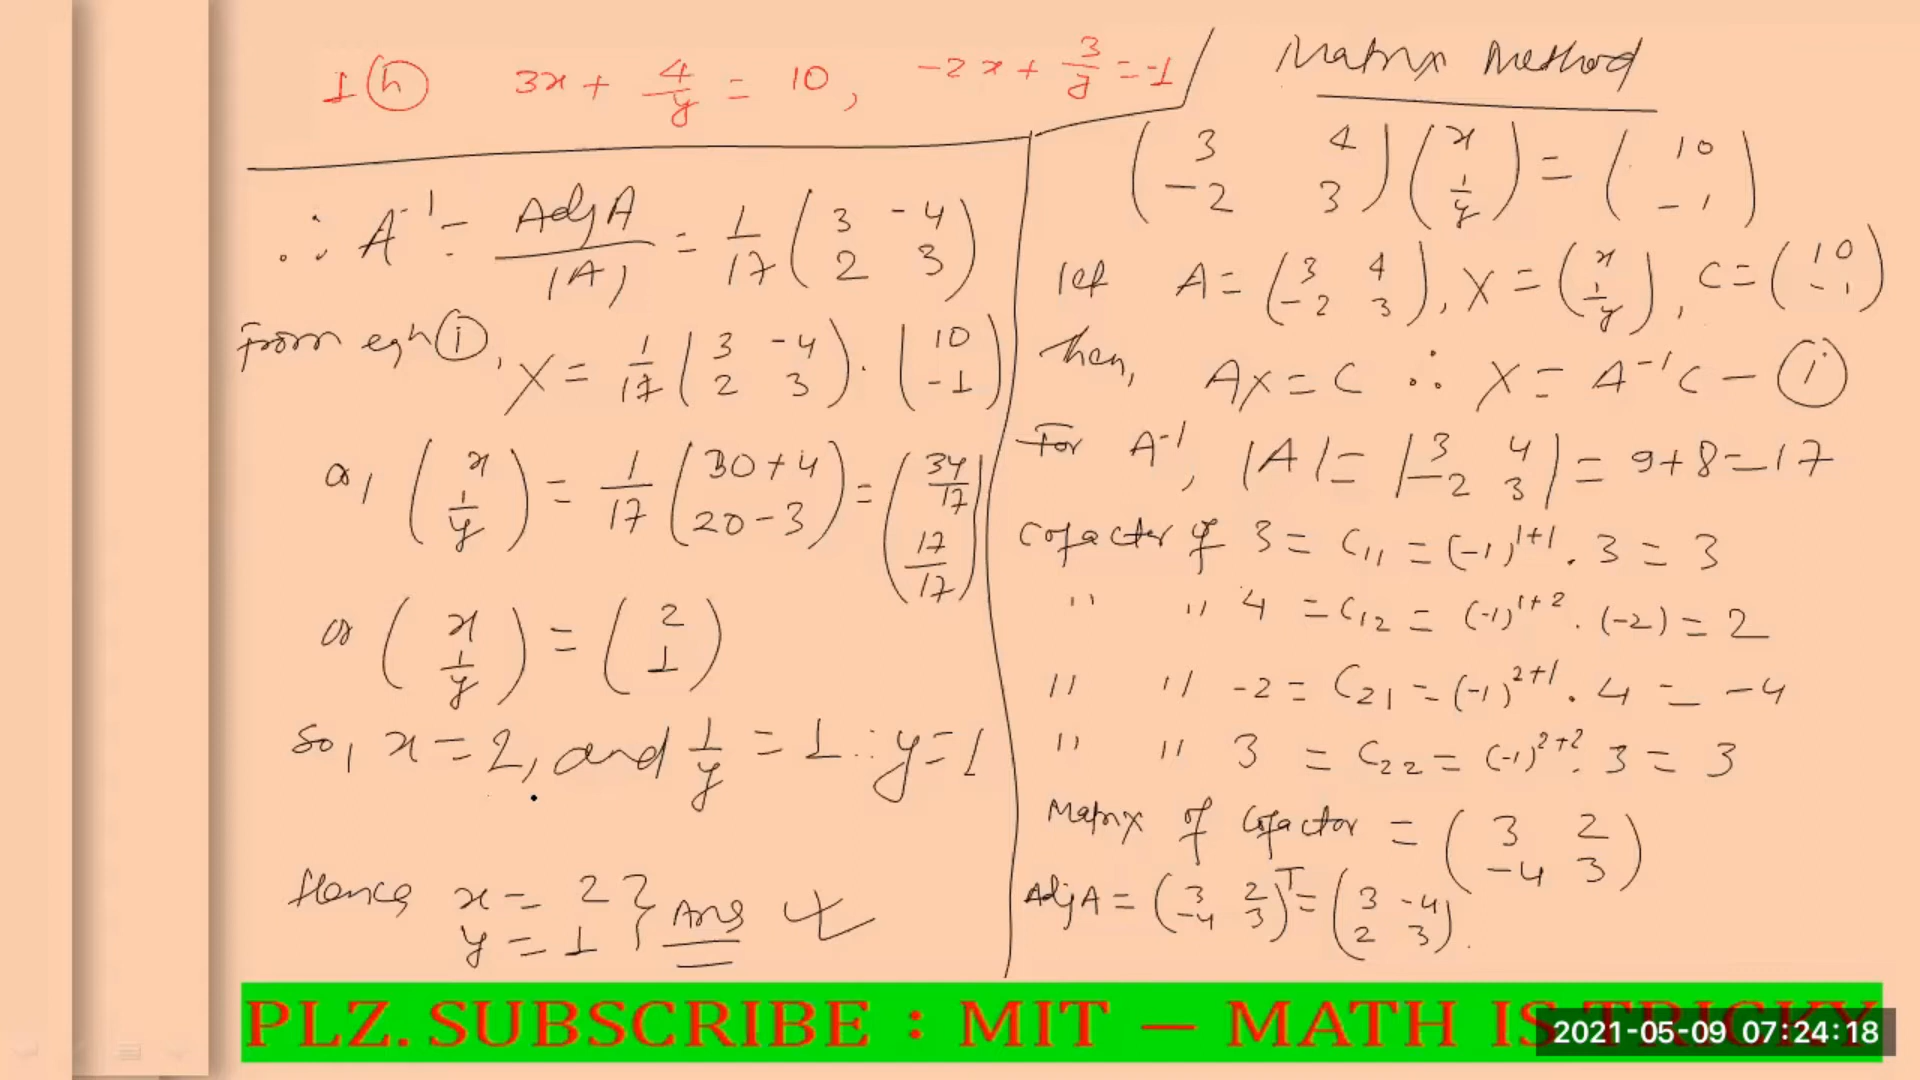 1 (h) 3x + 4/y = 10, -2x + 3/y = -1
Matrix Method
( 3 4 ; -2 3 ) ( x ; 1/y ) = ( 10 ; -1 )
let A = ( 3 4 ; -2 3 ), X = ( x ; 1/y ), C = ( 10 ; -1 )
then, AX = C ∴ X = A⁻¹C — (i)
For A⁻¹, |A| = | 3 4 ; -2 3 | = 9+8 = 17
Cofactor of 3 = C₁₁ = (-1)¹⁺¹ . 3 = 3
" " 4 = C₁₂ = (-1)¹⁺² . (-2) = 2
" " -2 = C₂₁ = (-1)²⁺¹ . 4 = -4
" " 3 = C₂₂ = (-1)²⁺² . 3 = 3
Matrix of Cofactor = ( 3 2 ; -4 3 )
Adj A = ( 3 2 ; -4 3 )ᵀ = ( 3 -4 ; 2 3 ).
∴ A⁻¹ = Adj A / |A| = 1/17 ( 3 -4 ; 2 3 )
From eqn (i), X = 1/17 ( 3 -4 ; 2 3 ) . ( 10 ; -1 )
or, ( x ; 1/y ) = 1/17 ( 30+4 ; 20-3 ) = ( 34/17 ; 17/17 )
or ( x ; 1/y ) = ( 2 ; 1 )
So, x = 2, and 1/y = 1 ∴ y = 1
Hence x = 2
y = 1 } Ans
PLZ. SUBSCRIBE : MIT – MATH IS TRICKY
2021-05-09 07:24:18